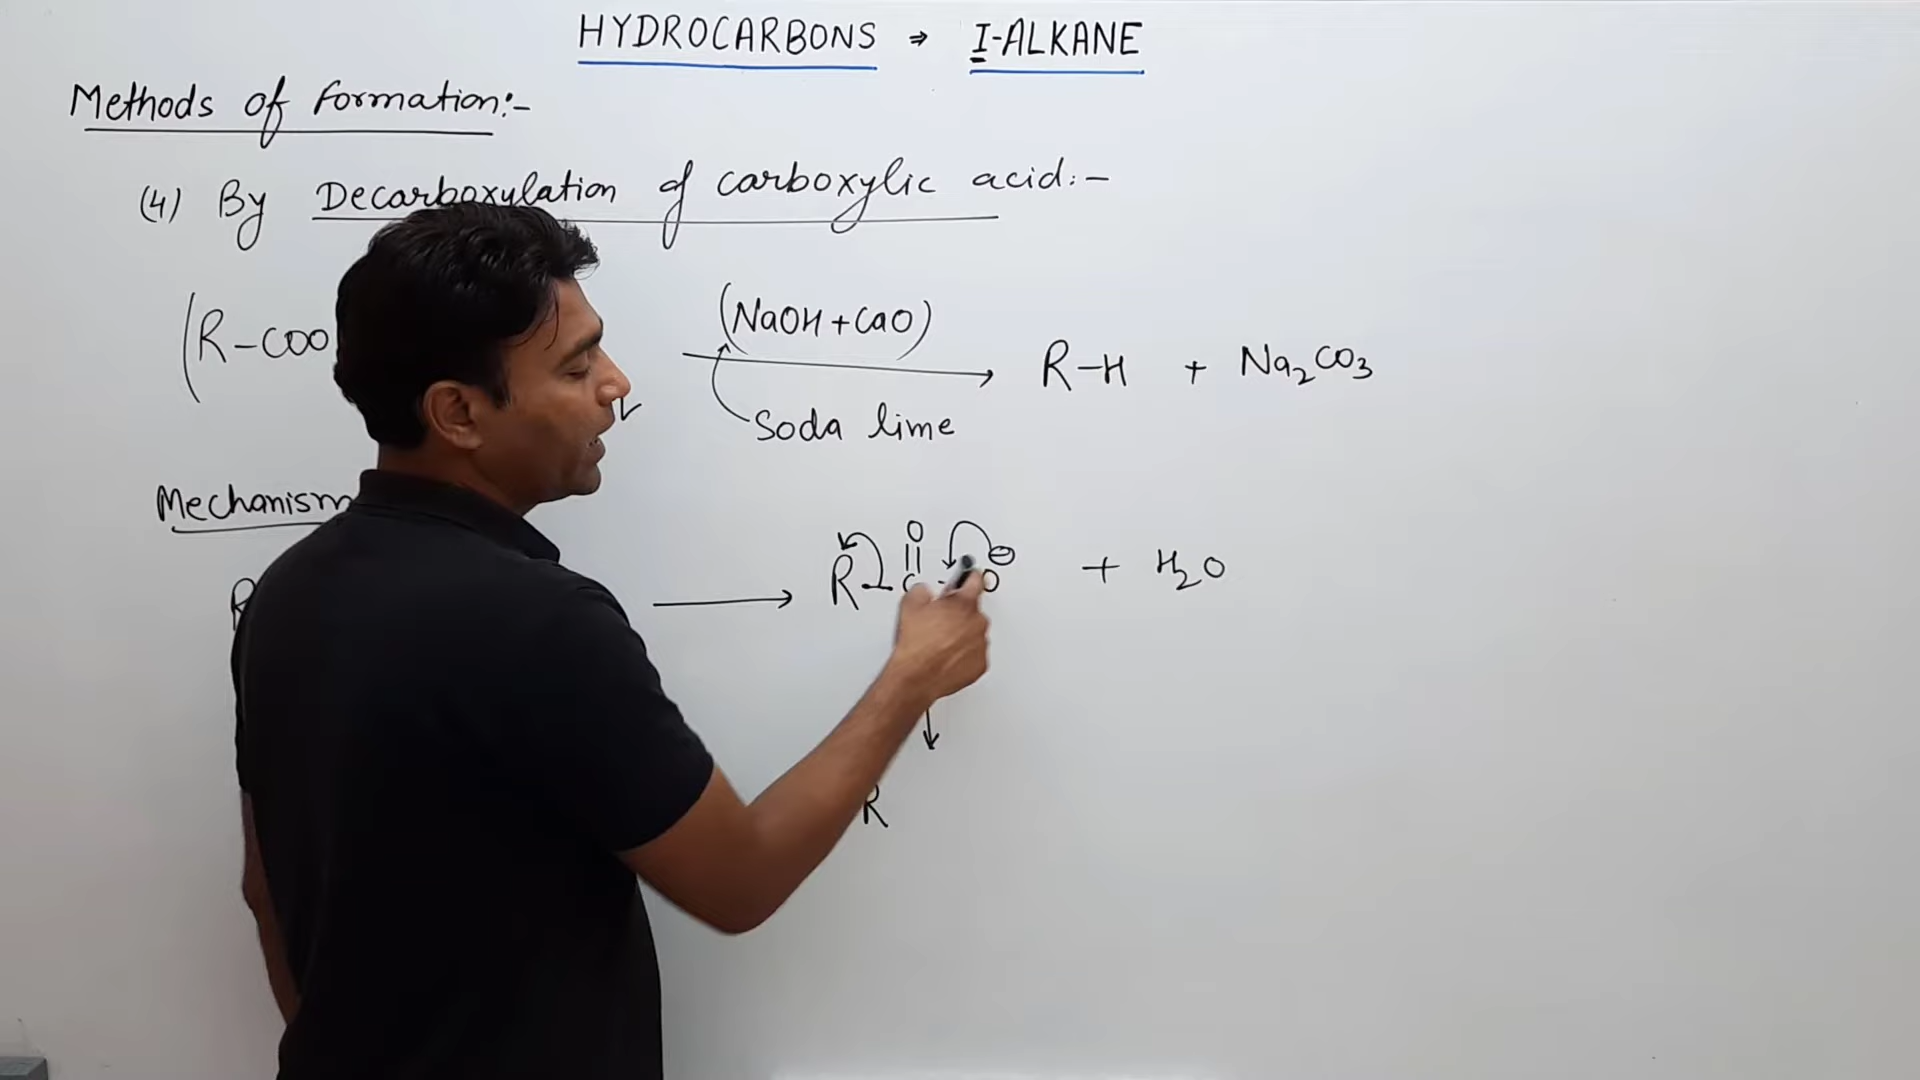 HYDROCARBONS ⇒ I-ALKANE
Methods of formation:-
(4) By Decarboxylation of carboxylic acid:-
(R-COO (NaOH+CaO) R-H + Na₂CO₃
Soda lime
Mechanism
R R-C-O⊖ + H₂O
O
R